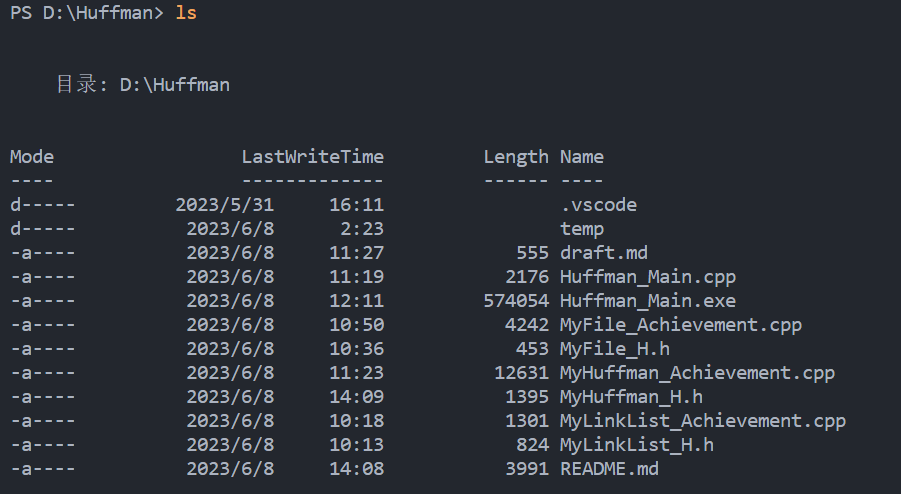 PS D:\Huffman> ls
目录: D:\Huffman
Mode                 LastWriteTime         Length Name
----                 -------------         ------ ----
d-----         2023/5/31     16:11                .vscode
d-----          2023/6/8      2:23                temp
-a----          2023/6/8     11:27            555 draft.md
-a----          2023/6/8     11:19           2176 Huffman_Main.cpp
-a----          2023/6/8     12:11         574054 Huffman_Main.exe
-a----          2023/6/8     10:50           4242 MyFile_Achievement.cpp
-a----          2023/6/8     10:36            453 MyFile_H.h
-a----          2023/6/8     11:23          12631 MyHuffman_Achievement.cpp
-a----          2023/6/8     14:09           1395 MyHuffman_H.h
-a----          2023/6/8     10:18           1301 MyLinkList_Achievement.cpp
-a----          2023/6/8     10:13            824 MyLinkList_H.h
-a----          2023/6/8     14:08           3991 README.md